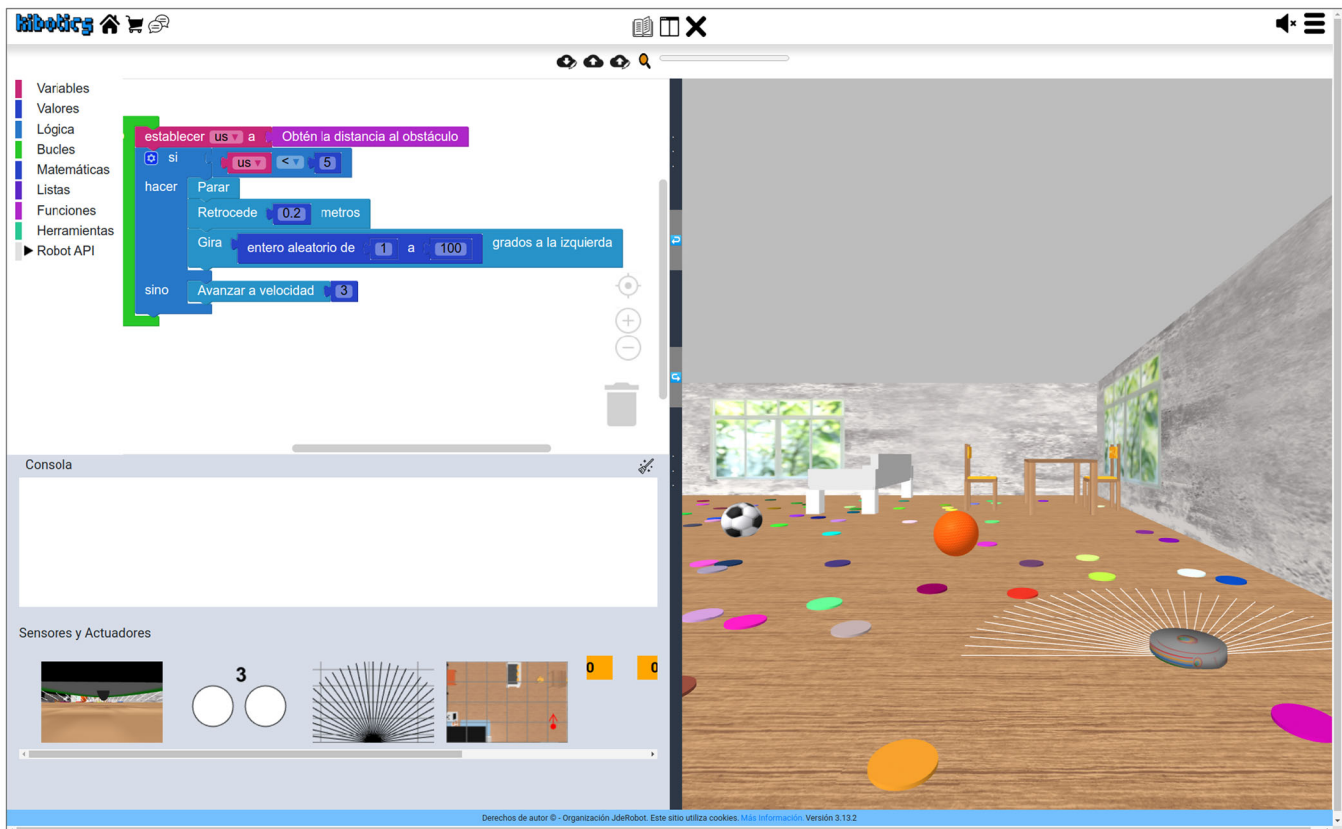 kibotics
Variables
Valores
Lógica
Bucles
Matemáticas
Listas
Funciones
Herramientas
Robot API
establecer us a Obtén la distancia al obstáculo
si us < 5
hacer Parar
Retrocede 0.2 metros
Gira entero aleatorio de 1 a 100 grados a la izquierda
sino Avanzar a velocidad 3
Consola
Sensores y Actuadores
3
0 0
Derechos de autor © - Organización JdeRobot. Este sitio utiliza cookies. Más Información. Versión 3.13.2